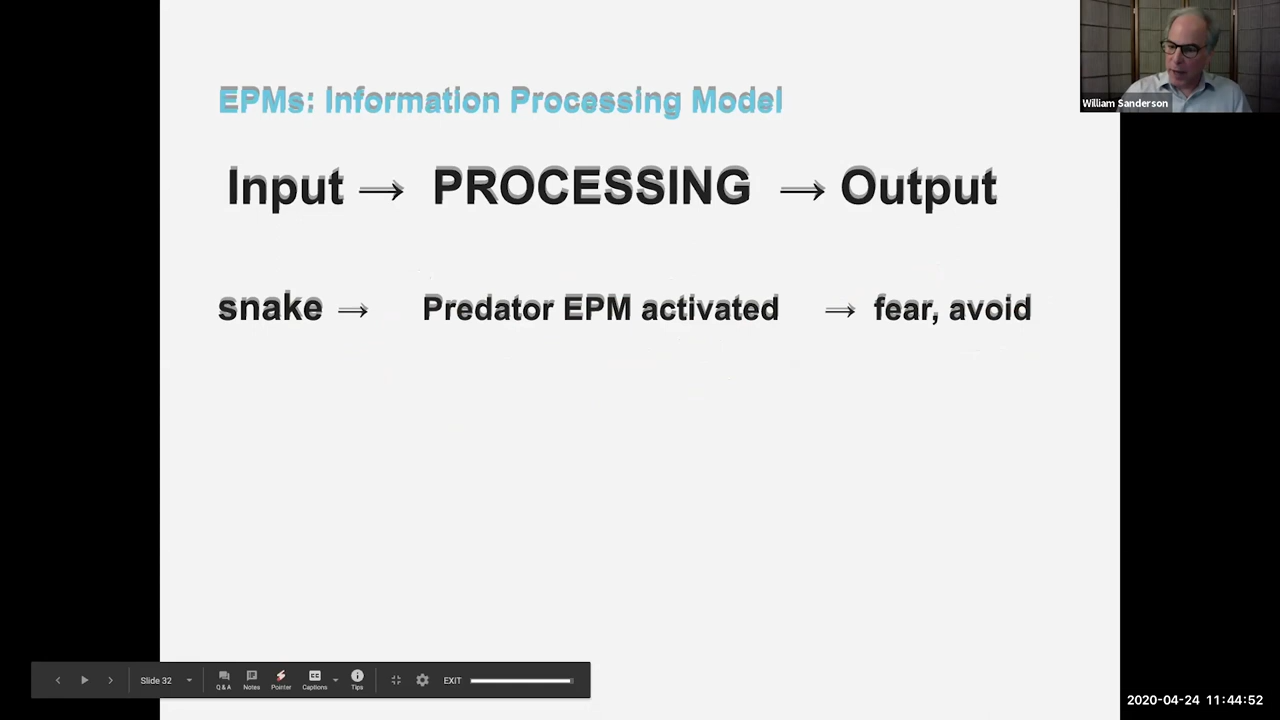 EPMs: Information Processing Model
Input → PROCESSING → Output
snake → Predator EPM activated → fear, avoid
William Sanderson
Slide 32
Q & A
Notes
Pointer
CC
Captions
Tips
EXIT
2020-04-24 11:44:52